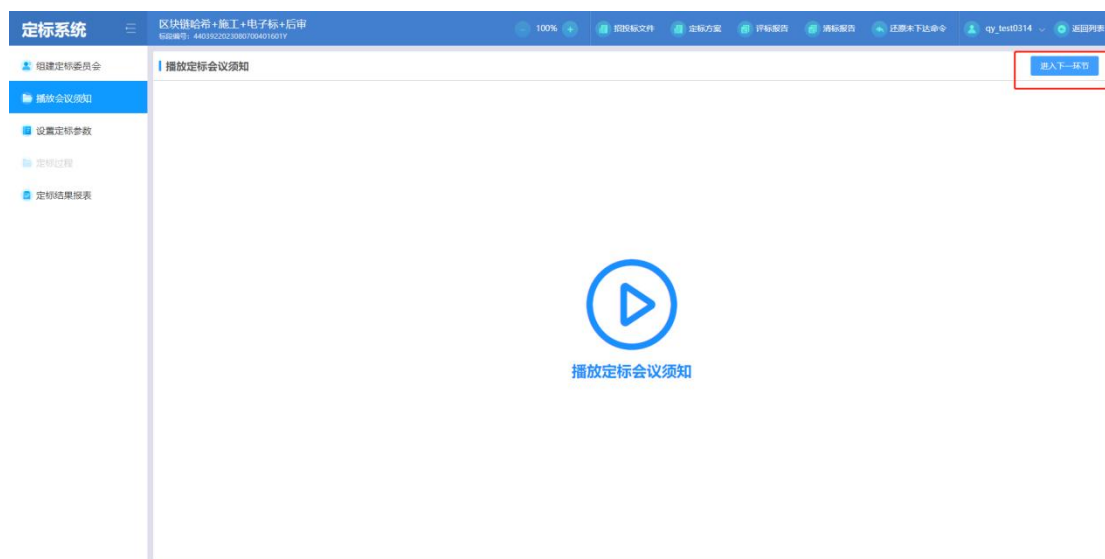 定标系统
区块链哈希+施工+电子标+后审
标段编号：4403922023080700401601Y
100%
招投标文件
定标方案
评标报告
清标报告
还原未下达命令
qy_test0314
返回列表
组建定标委员会
播放会议须知
设置定标参数
定标过程
定标结果报表
播放定标会议须知
进入下一环节
播放定标会议须知